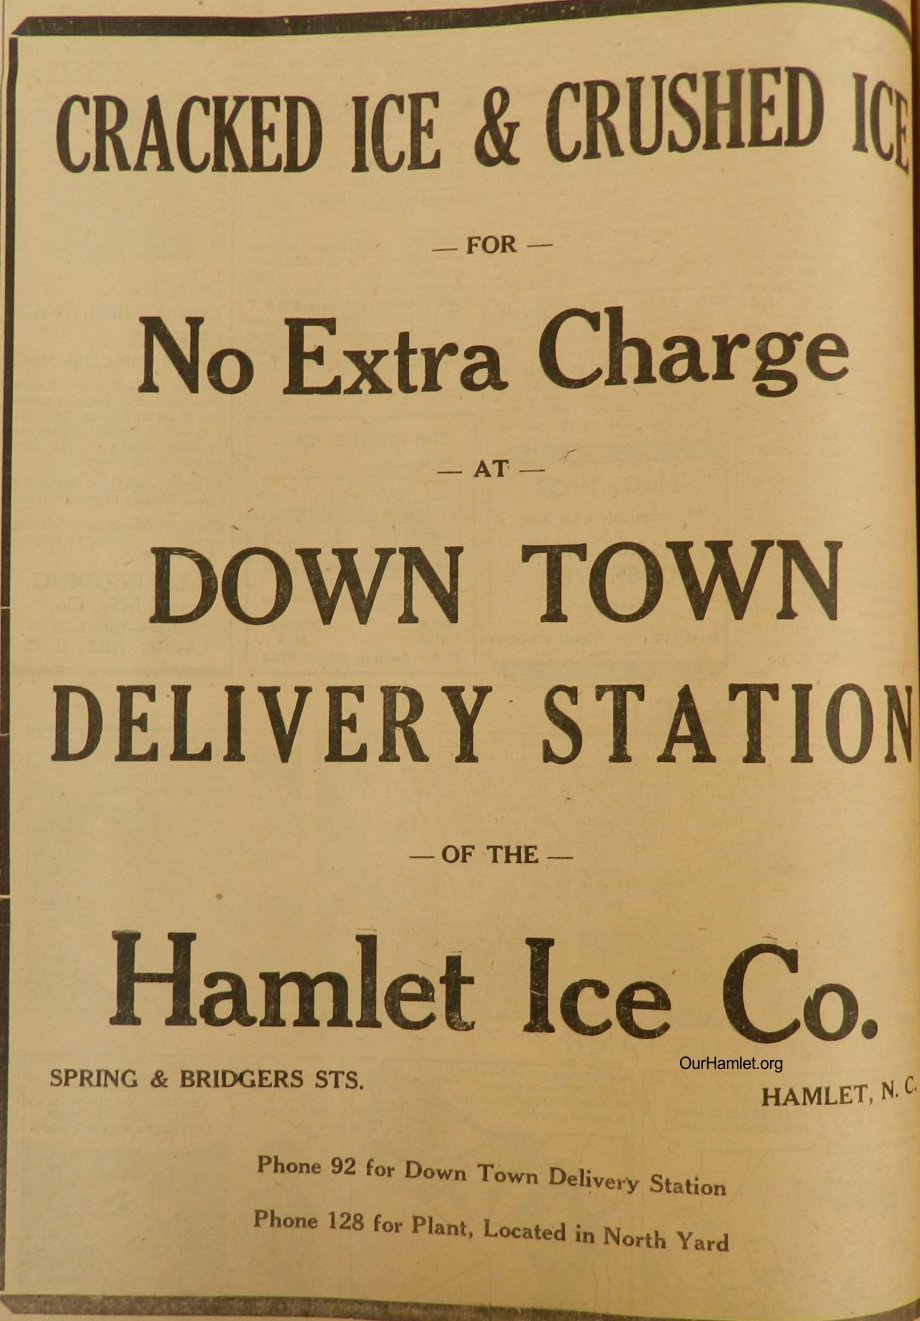 CRACKED ICE & CRUSHED ICE
— FOR —
No Extra Charge
— AT —
DOWN TOWN
DELIVERY STATION
— OF THE —
Hamlet Ice Co.
OurHamlet.org
SPRING & BRIDGERS STS.
HAMLET, N. C.
Phone 92 for Down Town Delivery Station
Phone 128 for Plant, Located in North Yard